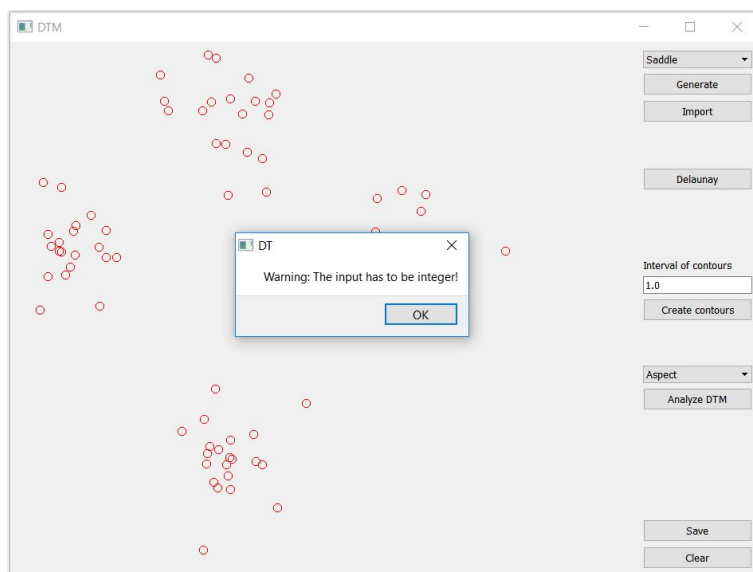 DTM
Saddle
Generate
Import
Delaunay
DT
Warning: The input has to be integer!
OK
Interval of contours
1.0
Create contours
Aspect
Analyze DTM
Save
Clear